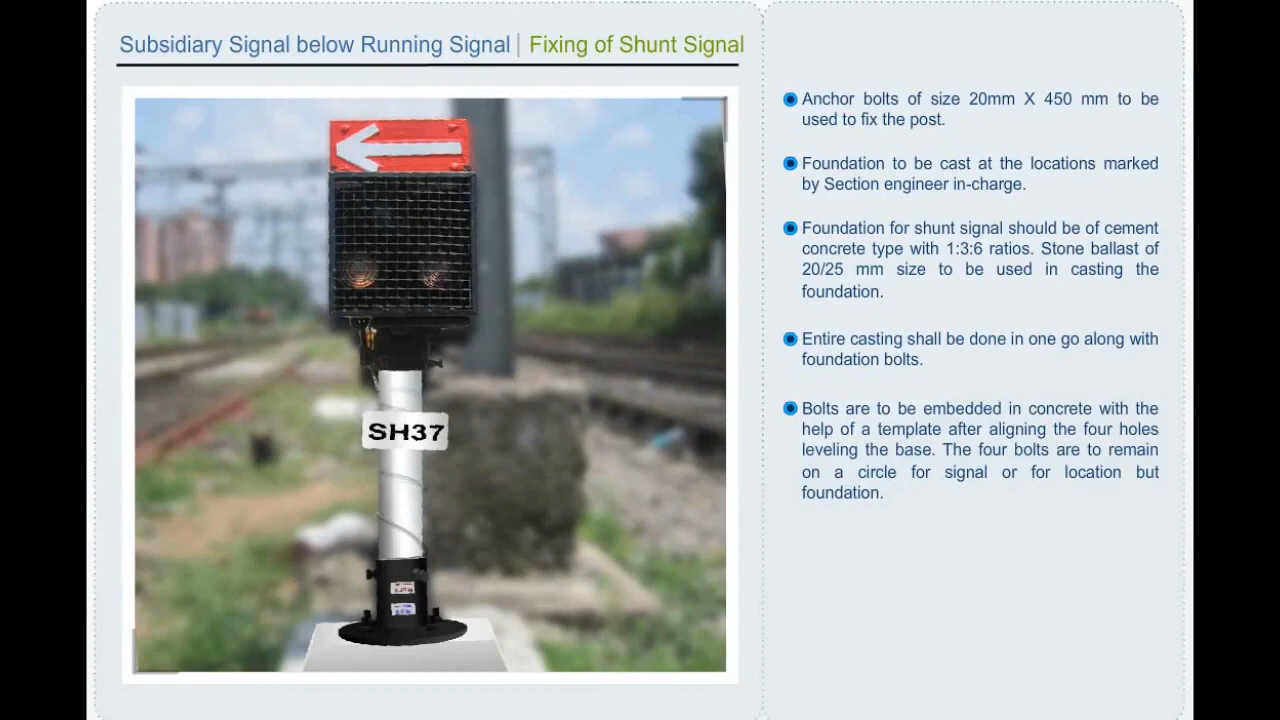 Subsidiary Signal below Running Signal | Fixing of Shunt Signal
Anchor bolts of size 20mm X 450 mm to be
used to fix the post.
Foundation to be cast at the locations marked
by Section engineer in-charge.
Foundation for shunt signal should be of cement
concrete type with 1:3:6 ratios. Stone ballast of
20/25 mm size to be used in casting the
foundation.
Entire casting shall be done in one go along with
foundation bolts.
Bolts are to be embedded in concrete with the
help of a template after aligning the four holes
leveling the base. The four bolts are to remain
on a circle for signal or for location but
foundation.
SH37